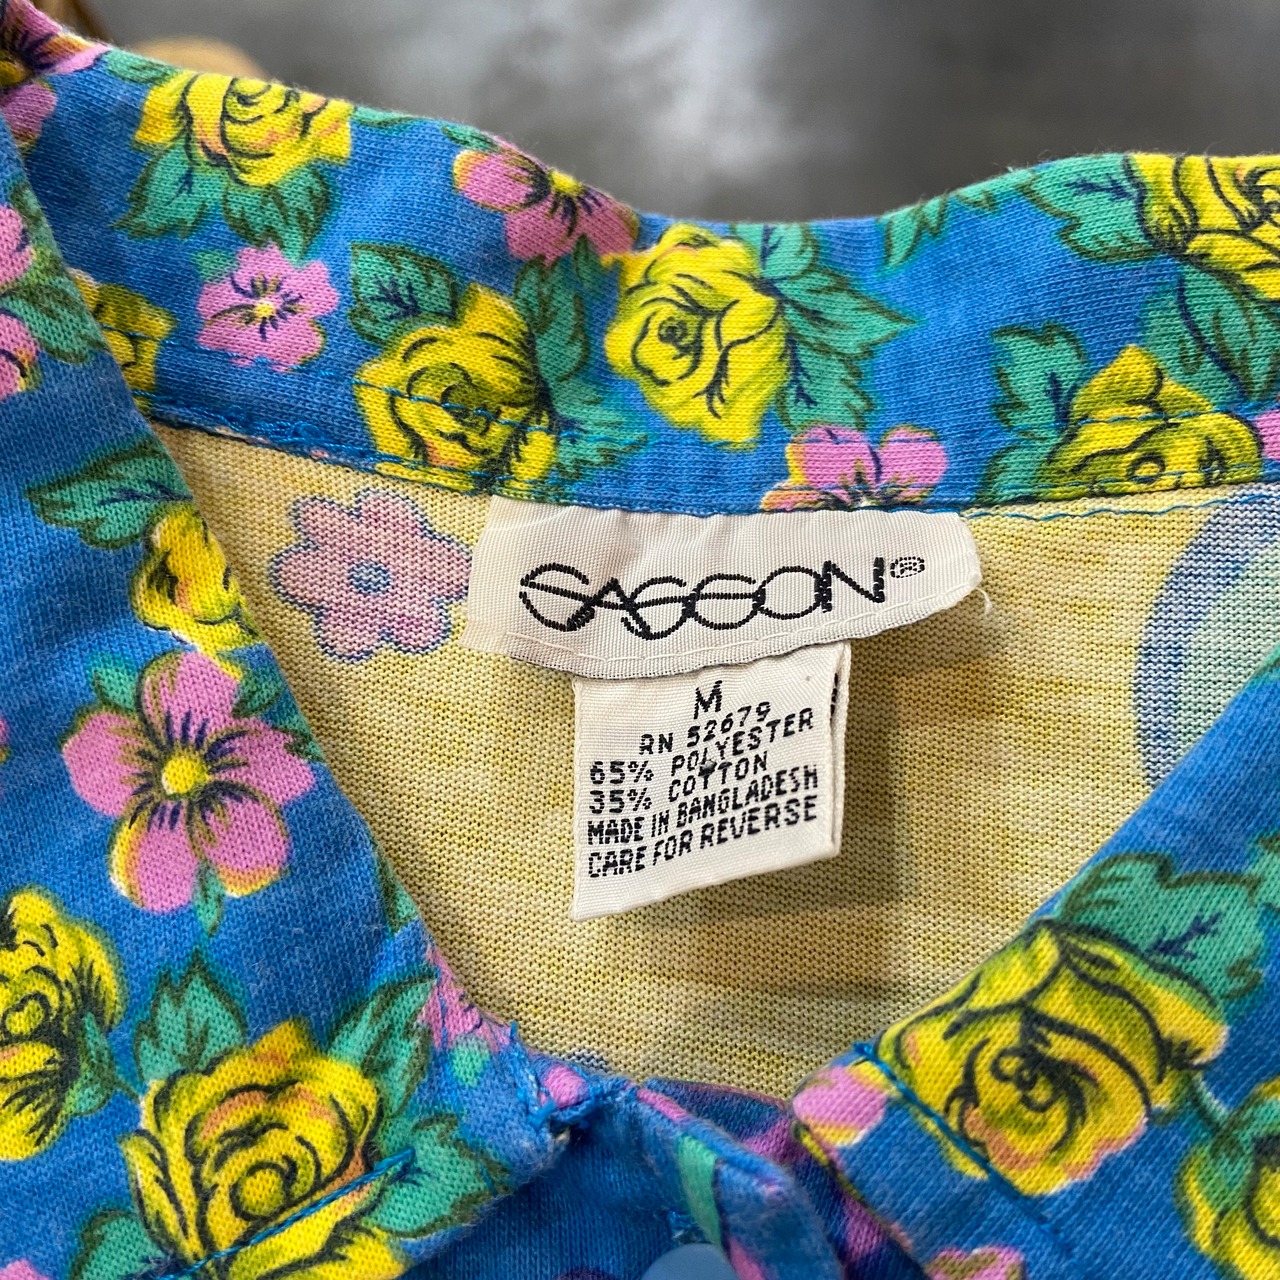 SASSON®
M
RN 52679
65% POLYESTER
35% COTTON
MADE IN BANGLADESH
CARE FOR REVERSE